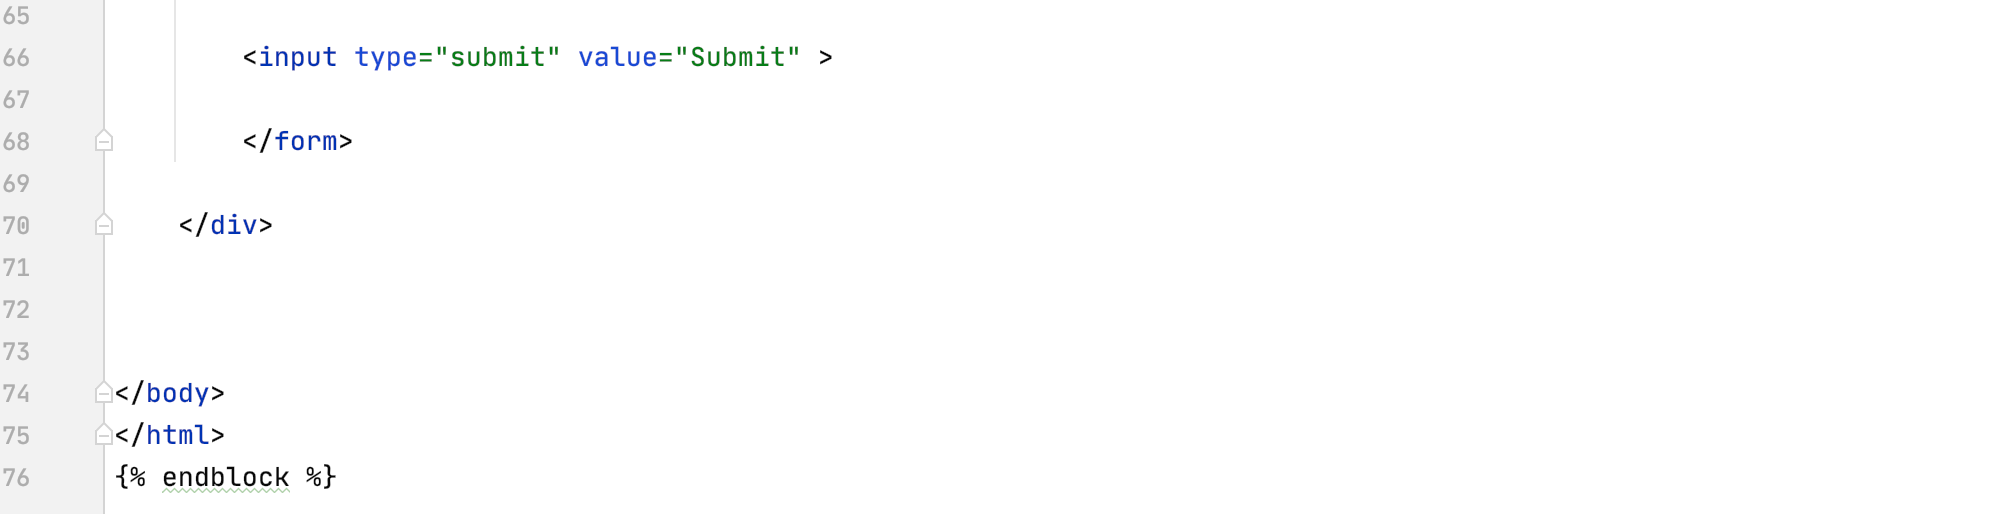 65
66 <input type="submit" value="Submit" >
67
68 </form>
69
70 </div>
71
72
73
74 </body>
75 </html>
76 {% endblock %}